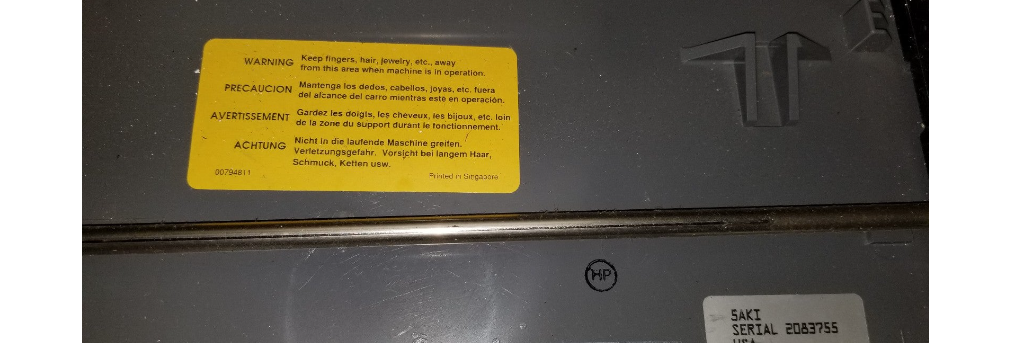 WARNING Keep fingers, hair, jewelry, etc., away
from this area when machine is in operation.
PRECAUCION Mantenga los dedos, cabellos, joyas, etc. fuera
del alcance del carro mientras esté en operación.
AVERTISSEMENT Gardez les doigts, les cheveux, les bijoux, etc. loin
de la zone du support durant le fonctionnement.
ACHTUNG Nicht in die laufende Maschine greifen.
Verletzungsgefahr. Vorsicht bei langem Haar,
Schmuck, Ketten usw.
00794811
Printed in Singapore
HP
SAKI
SERIAL 2083755
USA